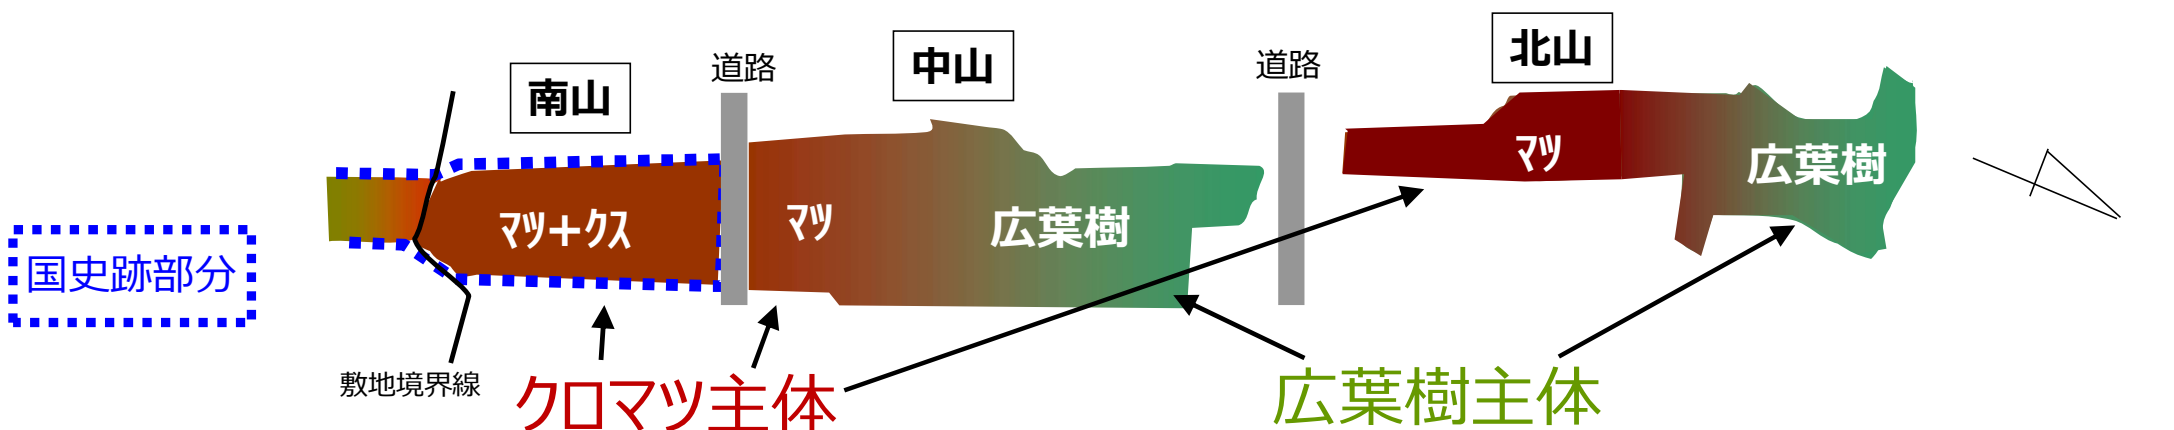 北山
中山
道路
道路
南山
マツ
広葉樹
マツ
広葉樹
マツ+クス
国史跡部分
敷地境界線
クロマツ主体
広葉樹主体